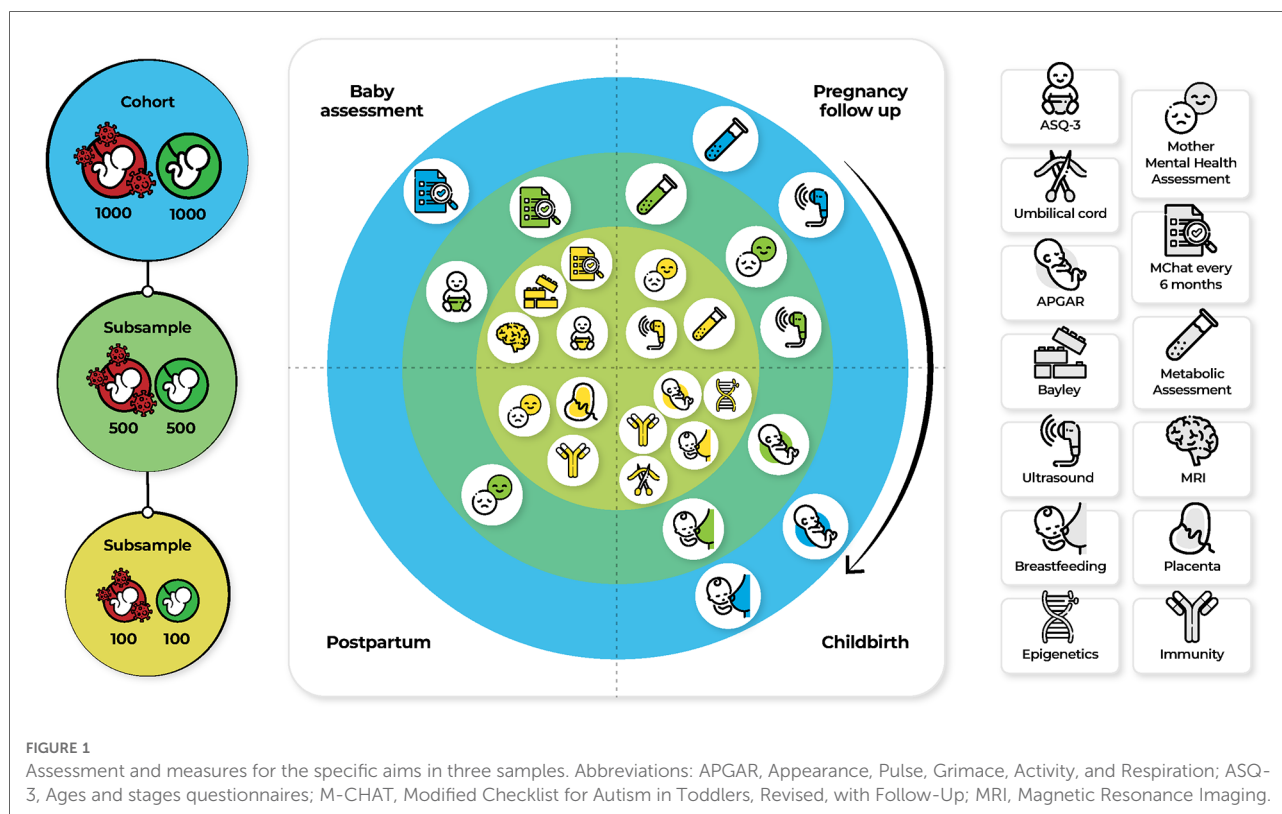 Cohort
1000 1000
Subsample
500 500
Subsample
100 100
Baby
assessment
Pregnancy
follow up
Postpartum
Childbirth
ASQ-3
Umbilical cord
APGAR
Bayley
Ultrasound
Breastfeeding
Epigenetics
Mother
Mental Health
Assessment
MChat every
6 months
Metabolic
Assessment
MRI
Placenta
Immunity
FIGURE 1
Assessment and measures for the specific aims in three samples. Abbreviations: APGAR, Appearance, Pulse, Grimace, Activity, and Respiration; ASQ-
3, Ages and stages questionnaires; M-CHAT, Modified Checklist for Autism in Toddlers, Revised, with Follow-Up; MRI, Magnetic Resonance Imaging.